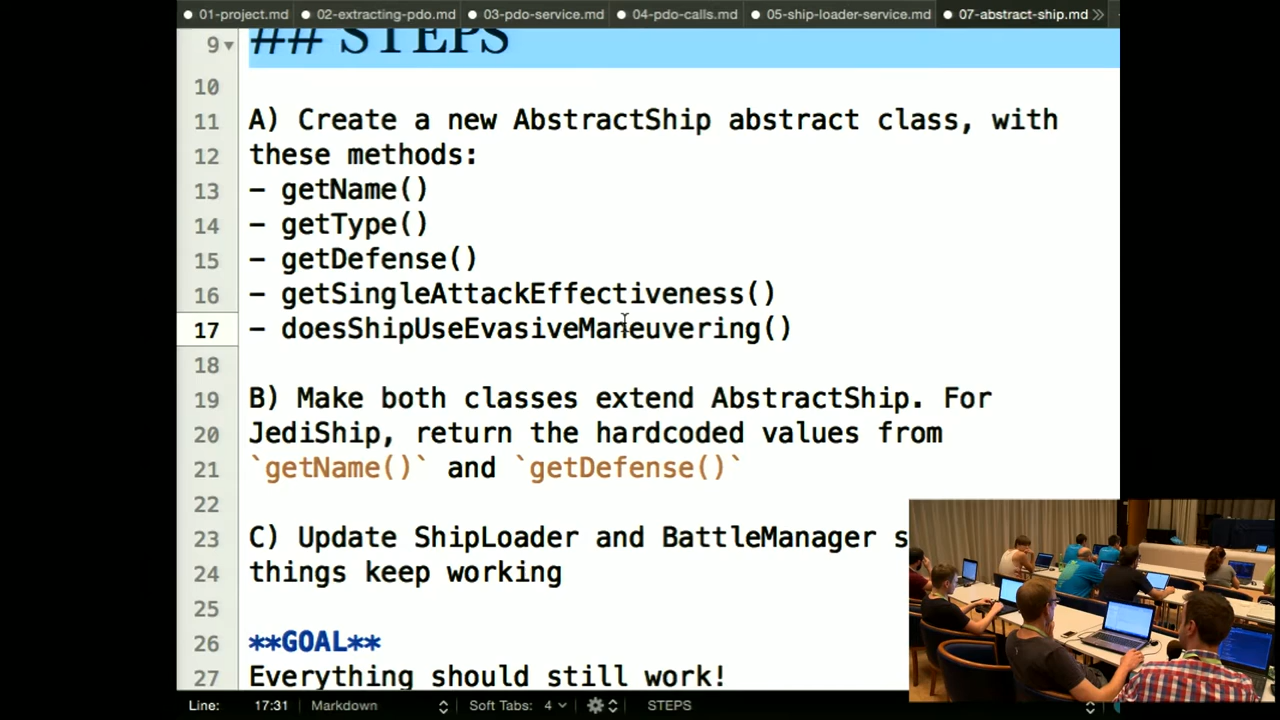 01-project.md 02-extracting-pdo.md 03-pdo-service.md 04-pdo-calls.md 05-ship-loader-service.md 07-abstract-ship.md
9 ## STEPS
10
11 A) Create a new AbstractShip abstract class, with
12 these methods:
13 - getName()
14 - getType()
15 - getDefense()
16 - getSingleAttackEffectiveness()
17 - doesShipUseEvasiveManeuvering()
18
19 B) Make both classes extend AbstractShip. For
20 JediShip, return the hardcoded values from
21 `getName()` and `getDefense()`
22
23 C) Update ShipLoader and BattleManager s
24 things keep working
25
26 **GOAL**
27 Everything should still work!
Line: 17:31 Markdown Soft Tabs: 4 STEPS